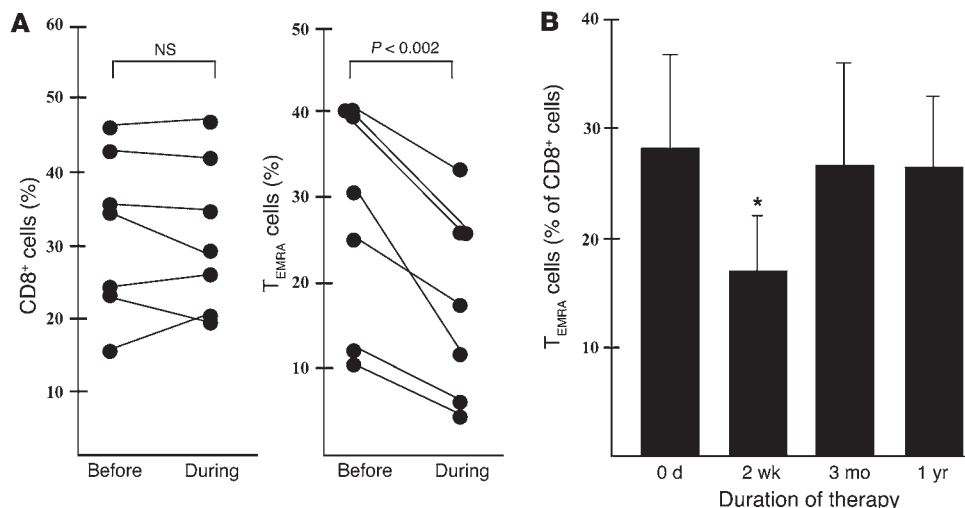 A
CD8⁺ cells (%)
60
50
40
30
20
10
NS
Before During
T_EMRA cells (%)
50
40
30
20
10
P < 0.002
Before During
B
T_EMRA cells (% of CD8⁺ cells)
40
30
20
10
*
0 d 2 wk 3 mo 1 yr
Duration of therapy